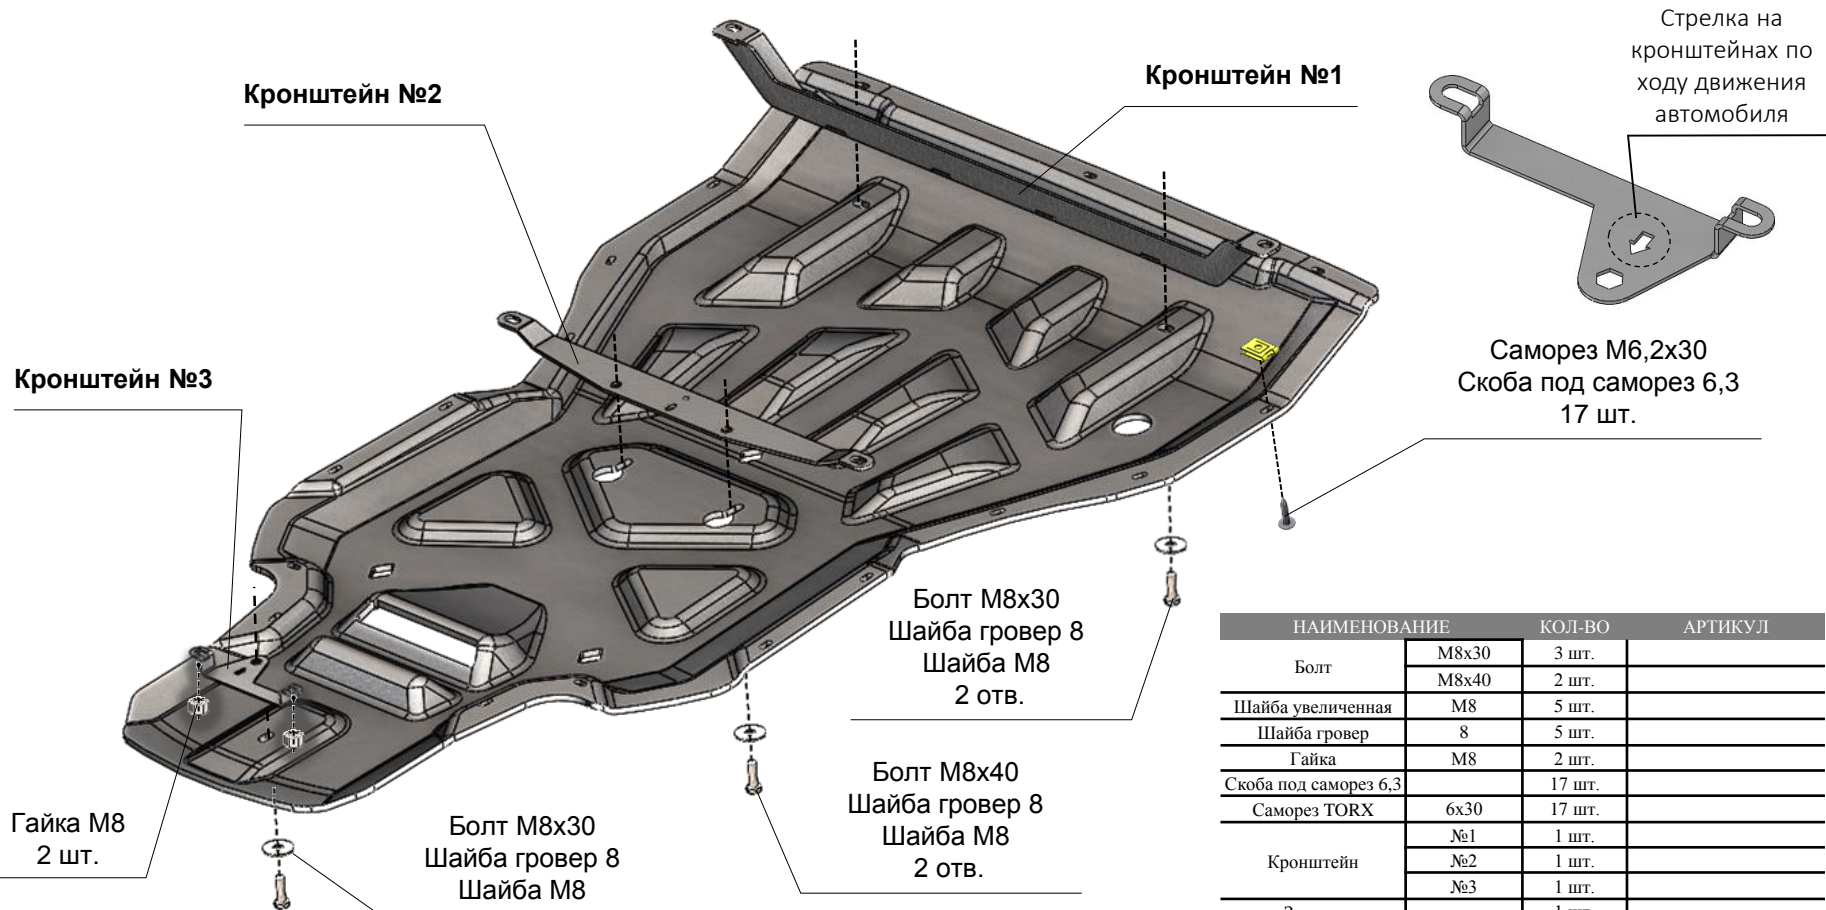 Стрелка на
кронштейнах по
ходу движения
автомобиля
Кронштейн №1
Кронштейн №2
Кронштейн №3
Саморез М6,2х30
Скоба под саморез 6,3
17 шт.
Болт М8х30
Шайба гровер 8
Шайба М8
2 отв.
Болт М8х40
Шайба гровер 8
Шайба М8
2 отв.
Болт М8х30
Шайба гровер 8
Шайба М8
Гайка М8
2 шт.
НАИМЕНОВАНИЕ КОЛ-ВО АРТИКУЛ
Болт М8х30 3 шт.
М8х40 2 шт.
Шайба увеличенная М8 5 шт.
Шайба гровер 8 5 шт.
Гайка М8 2 шт.
Скоба под саморез 6,3 17 шт.
Саморез TORX 6х30 17 шт.
Кронштейн №1 1 шт.
№2 1 шт.
№3 1 шт.
1 шт.